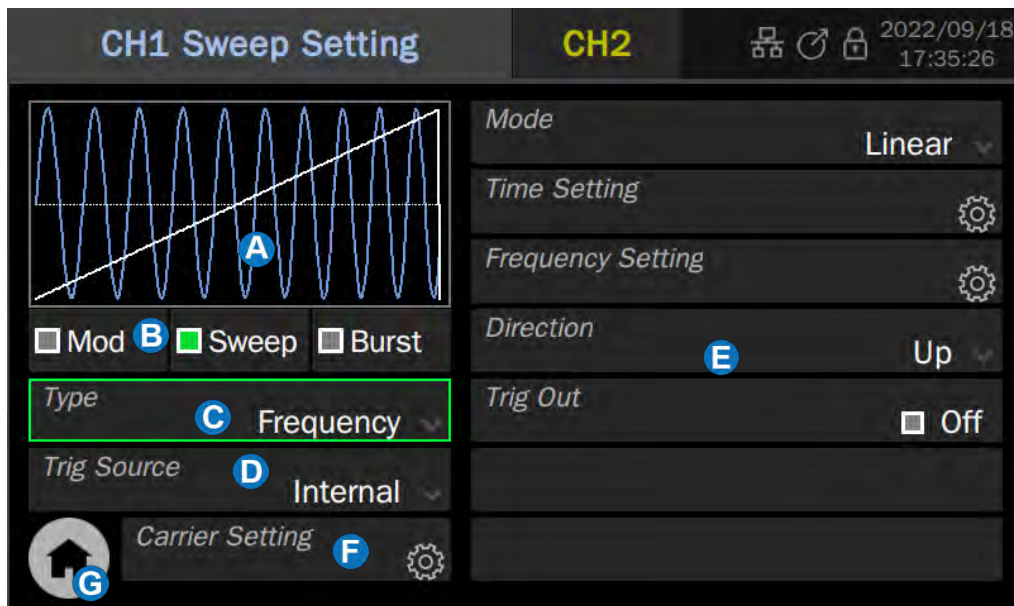 CH1 Sweep Setting
CH2
2022/09/18
17:35:26
A
Mod
B
Sweep
Burst
Type
C
Frequency
Trig Source
D
Internal
Carrier Setting
F
G
Mode
Linear
Time Setting
Frequency Setting
Direction
E
Up
Trig Out
Off